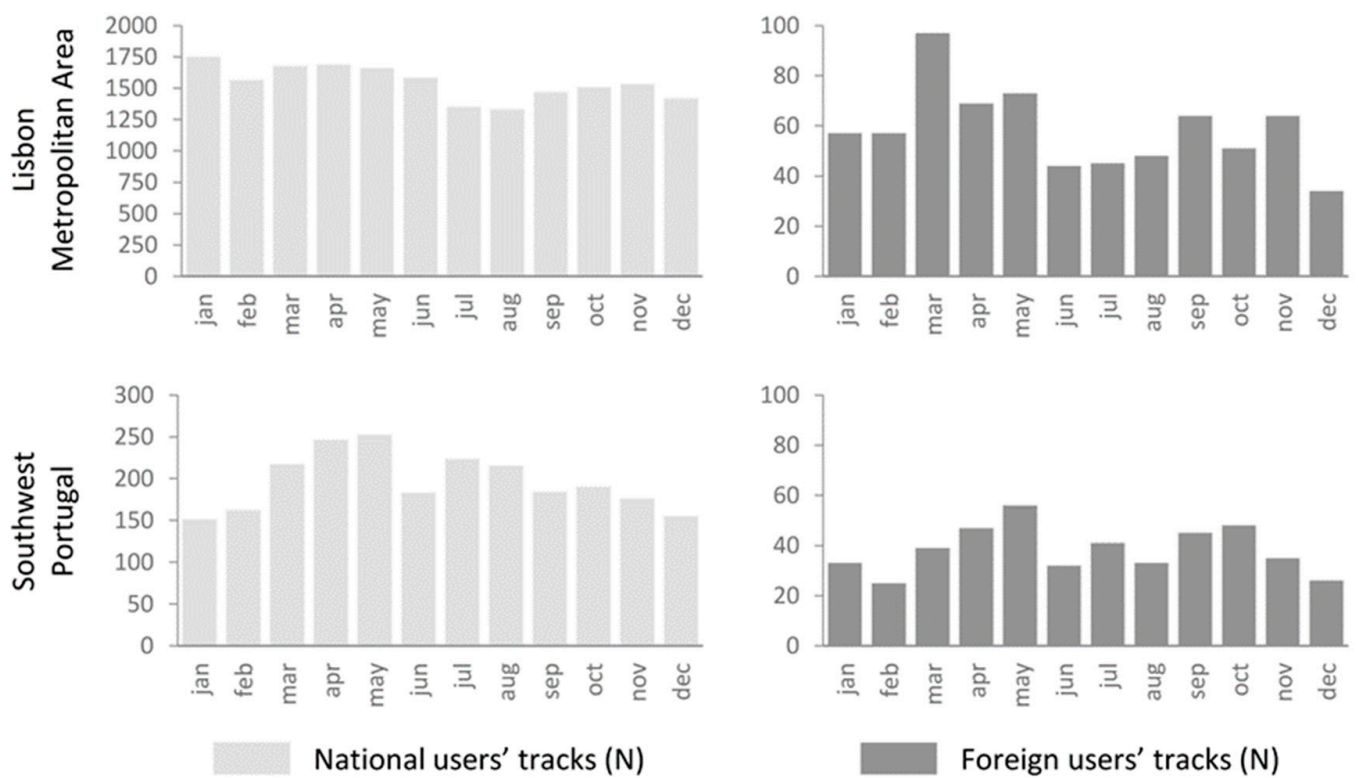 Lisbon
Metropolitan Area
2000
1750
1500
1250
1000
750
500
250
0
jan feb mar apr may jun jul aug sep oct nov dec
100
80
60
40
20
0
jan feb mar apr may jun jul aug sep oct nov dec
Southwest
Portugal
300
250
200
150
100
50
0
jan feb mar apr may jun jul aug sep oct nov dec
100
80
60
40
20
0
jan feb mar apr may jun jul aug sep oct nov dec
National users’ tracks (N)
Foreign users’ tracks (N)